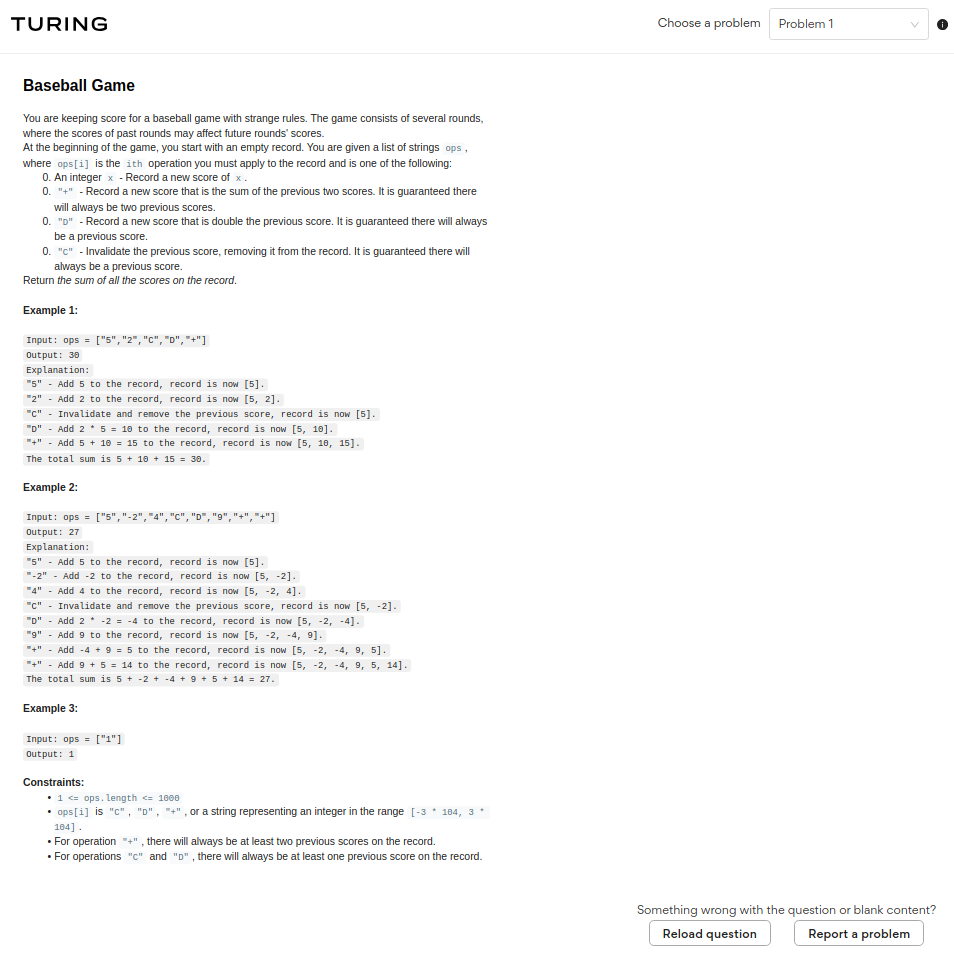 TURING
Choose a problem
Problem 1
Baseball Game
You are keeping score for a baseball game with strange rules. The game consists of several rounds,
where the scores of past rounds may affect future rounds' scores.
At the beginning of the game, you start with an empty record. You are given a list of strings ops ,
where ops[i] is the ith operation you must apply to the record and is one of the following:
0. An integer x - Record a new score of x .
0. "+" - Record a new score that is the sum of the previous two scores. It is guaranteed there
will always be two previous scores.
0. "D" - Record a new score that is double the previous score. It is guaranteed there will always
be a previous score.
0. "C" - Invalidate the previous score, removing it from the record. It is guaranteed there will
always be a previous score.
Return the sum of all the scores on the record.
Example 1:
Input: ops = ["5","2","C","D","+"]
Output: 30
Explanation:
"5" - Add 5 to the record, record is now [5].
"2" - Add 2 to the record, record is now [5, 2].
"C" - Invalidate and remove the previous score, record is now [5].
"D" - Add 2 * 5 = 10 to the record, record is now [5, 10].
"+" - Add 5 + 10 = 15 to the record, record is now [5, 10, 15].
The total sum is 5 + 10 + 15 = 30.
Example 2:
Input: ops = ["5","-2","4","C","D","9","+","+"]
Output: 27
Explanation:
"5" - Add 5 to the record, record is now [5].
"-2" - Add -2 to the record, record is now [5, -2].
"4" - Add 4 to the record, record is now [5, -2, 4].
"C" - Invalidate and remove the previous score, record is now [5, -2].
"D" - Add 2 * -2 = -4 to the record, record is now [5, -2, -4].
"9" - Add 9 to the record, record is now [5, -2, -4, 9].
"+" - Add -4 + 9 = 5 to the record, record is now [5, -2, -4, 9, 5].
"+" - Add 9 + 5 = 14 to the record, record is now [5, -2, -4, 9, 5, 14].
The total sum is 5 + -2 + -4 + 9 + 5 + 14 = 27.
Example 3:
Input: ops = ["1"]
Output: 1
Constraints:
• 1 <= ops.length <= 1000
• ops[i] is "C" , "D" , "+" , or a string representing an integer in the range [-3 * 104, 3 *
104] .
• For operation "+" , there will always be at least two previous scores on the record.
• For operations "C" and "D" , there will always be at least one previous score on the record.
Something wrong with the question or blank content?
Reload question
Report a problem